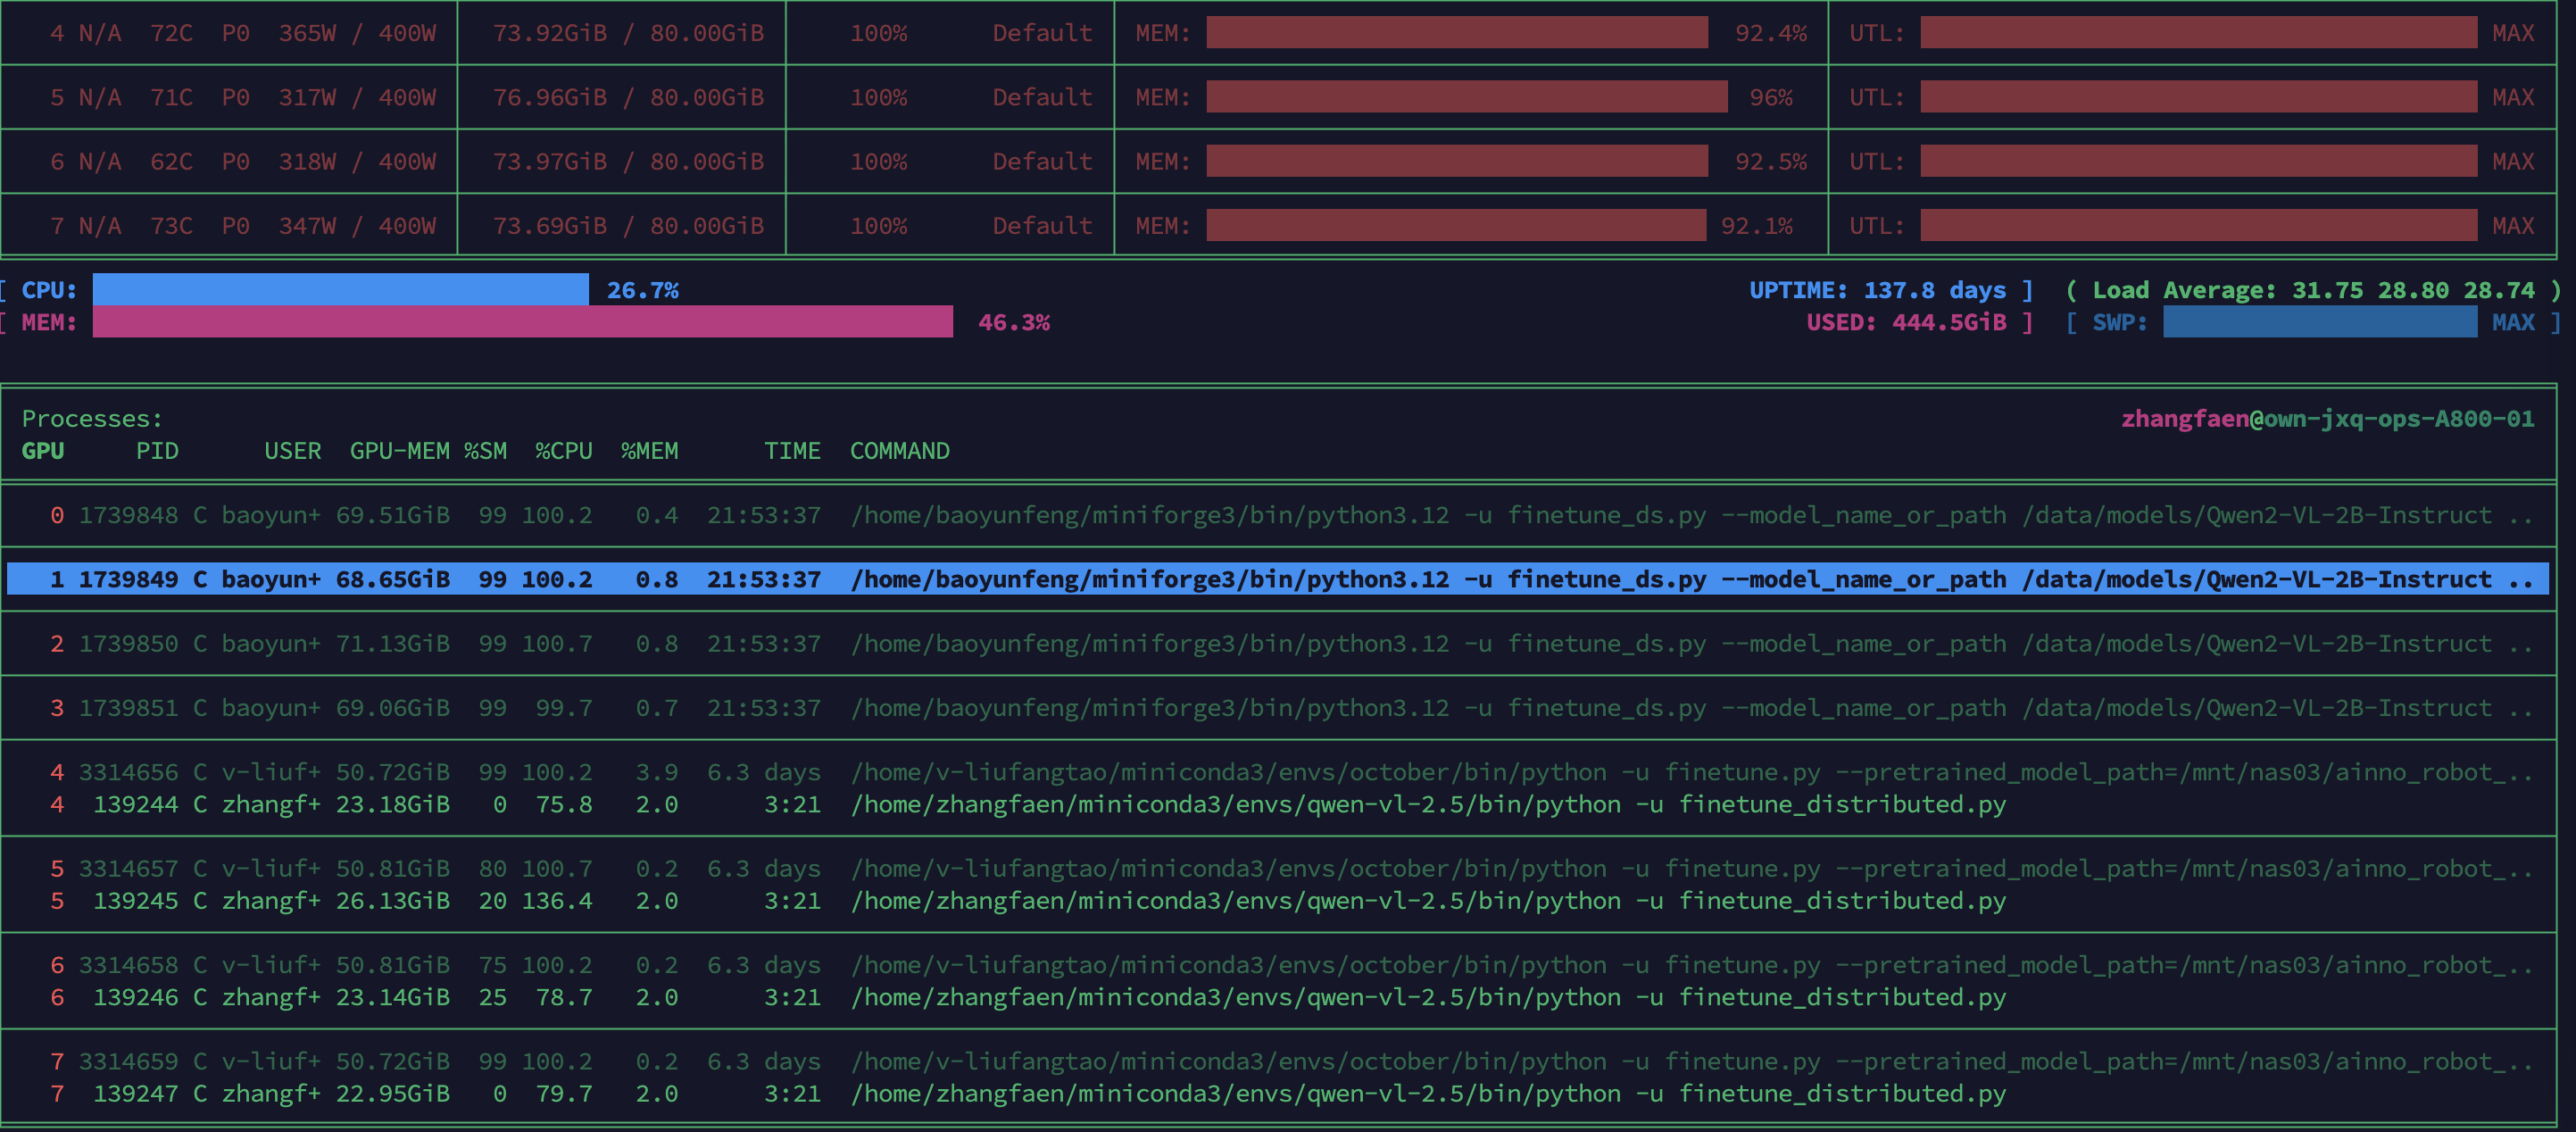 4 N/A 72C P0 365W / 400W 73.92GiB / 80.00GiB 100% Default MEM: 92.4% UTL: MAX
5 N/A 71C P0 317W / 400W 76.96GiB / 80.00GiB 100% Default MEM: 96% UTL: MAX
6 N/A 62C P0 318W / 400W 73.97GiB / 80.00GiB 100% Default MEM: 92.5% UTL: MAX
7 N/A 73C P0 347W / 400W 73.69GiB / 80.00GiB 100% Default MEM: 92.1% UTL: MAX
[ CPU: 26.7% UPTIME: 137.8 days ] ( Load Average: 31.75 28.80 28.74 )
[ MEM: 46.3% USED: 444.5GiB ] [ SWP: MAX ]
Processes: zhangfaen@own-jxq-ops-A800-01
GPU PID USER GPU-MEM %SM %CPU %MEM TIME COMMAND
0 1739848 C baoyun+ 69.51GiB 99 100.2 0.4 21:53:37 /home/baoyunfeng/miniforge3/bin/python3.12 -u finetune_ds.py --model_name_or_path /data/models/Qwen2-VL-2B-Instruct ..
1 1739849 C baoyun+ 68.65GiB 99 100.2 0.8 21:53:37 /home/baoyunfeng/miniforge3/bin/python3.12 -u finetune_ds.py --model_name_or_path /data/models/Qwen2-VL-2B-Instruct ..
2 1739850 C baoyun+ 71.13GiB 99 100.7 0.8 21:53:37 /home/baoyunfeng/miniforge3/bin/python3.12 -u finetune_ds.py --model_name_or_path /data/models/Qwen2-VL-2B-Instruct ..
3 1739851 C baoyun+ 69.06GiB 99 99.7 0.7 21:53:37 /home/baoyunfeng/miniforge3/bin/python3.12 -u finetune_ds.py --model_name_or_path /data/models/Qwen2-VL-2B-Instruct ..
4 3314656 C v-liuf+ 50.72GiB 99 100.2 3.9 6.3 days /home/v-liufangtao/miniconda3/envs/october/bin/python -u finetune.py --pretrained_model_path=/mnt/nas03/ainno_robot_..
4 139244 C zhangf+ 23.18GiB 0 75.8 2.0 3:21 /home/zhangfaen/miniconda3/envs/qwen-vl-2.5/bin/python -u finetune_distributed.py
5 3314657 C v-liuf+ 50.81GiB 80 100.7 0.2 6.3 days /home/v-liufangtao/miniconda3/envs/october/bin/python -u finetune.py --pretrained_model_path=/mnt/nas03/ainno_robot_..
5 139245 C zhangf+ 26.13GiB 20 136.4 2.0 3:21 /home/zhangfaen/miniconda3/envs/qwen-vl-2.5/bin/python -u finetune_distributed.py
6 3314658 C v-liuf+ 50.81GiB 75 100.2 0.2 6.3 days /home/v-liufangtao/miniconda3/envs/october/bin/python -u finetune.py --pretrained_model_path=/mnt/nas03/ainno_robot_..
6 139246 C zhangf+ 23.14GiB 25 78.7 2.0 3:21 /home/zhangfaen/miniconda3/envs/qwen-vl-2.5/bin/python -u finetune_distributed.py
7 3314659 C v-liuf+ 50.72GiB 99 100.2 0.2 6.3 days /home/v-liufangtao/miniconda3/envs/october/bin/python -u finetune.py --pretrained_model_path=/mnt/nas03/ainno_robot_..
7 139247 C zhangf+ 22.95GiB 0 79.7 2.0 3:21 /home/zhangfaen/miniconda3/envs/qwen-vl-2.5/bin/python -u finetune_distributed.py